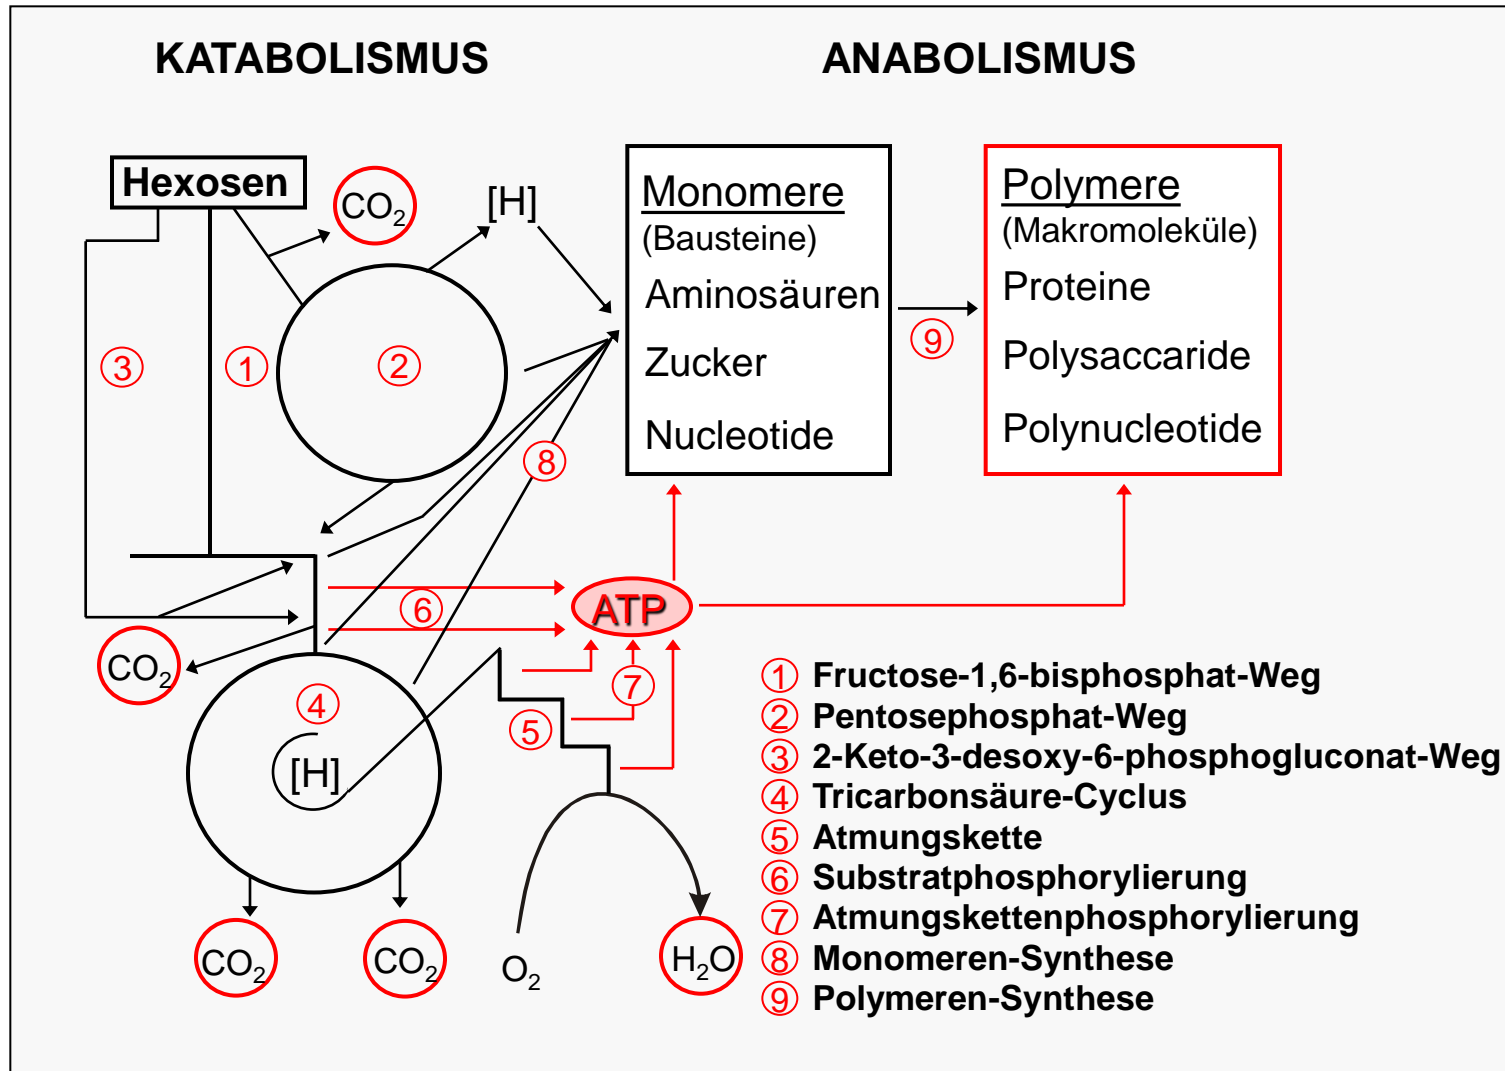 KATABOLISMUS
ANABOLISMUS
Hexosen
CO₂
[H]
③
①
②
⑧
Monomere
(Bausteine)
Aminosäuren
Zucker
Nucleotide
⑨
Polymere
(Makromoleküle)
Proteine
Polysaccaride
Polynucleotide
⑥
ATP
CO₂
④
[H]
⑤
⑦
CO₂
CO₂
O₂
H₂O
① Fructose-1,6-bisphosphat-Weg
② Pentosephosphat-Weg
③ 2-Keto-3-desoxy-6-phosphogluconat-Weg
④ Tricarbonsäure-Cyclus
⑤ Atmungskette
⑥ Substratphosphorylierung
⑦ Atmungskettenphosphorylierung
⑧ Monomeren-Synthese
⑨ Polymeren-Synthese